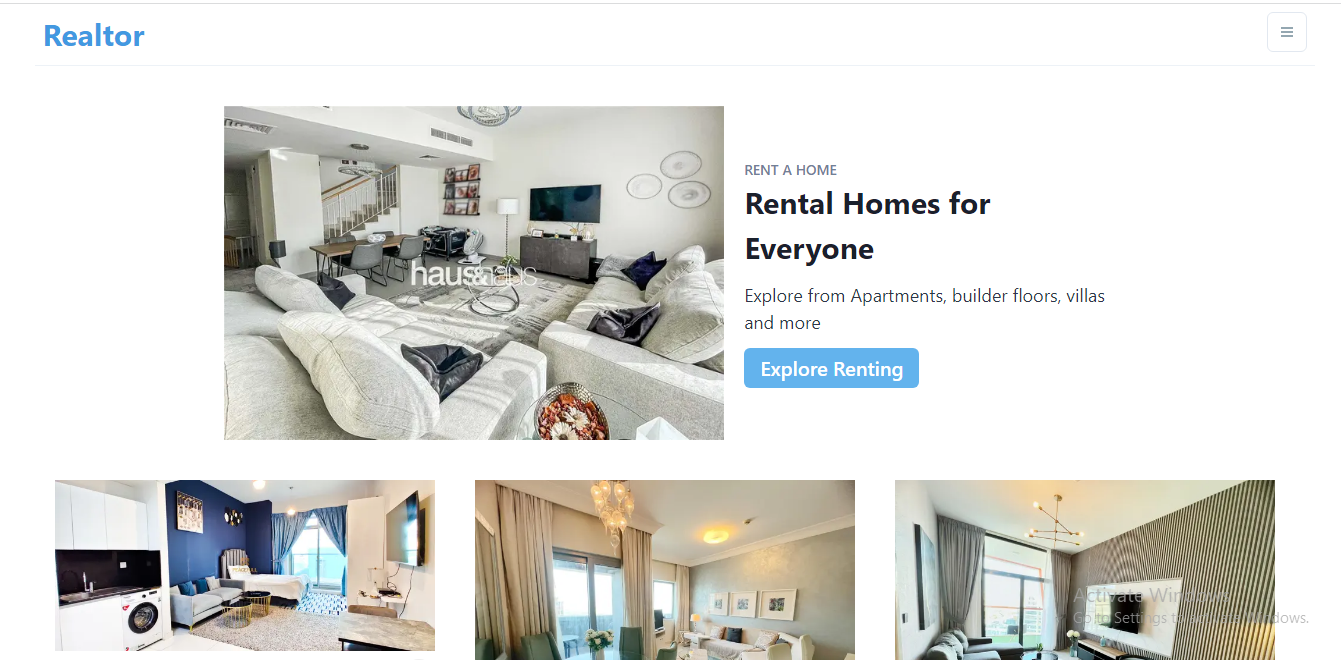 Realtor
RENT A HOME
Rental Homes for
Everyone
haus&haus
Explore from Apartments, builder floors, villas
and more
Explore Renting
Activate Windows
Go to Settings to activate Windows.